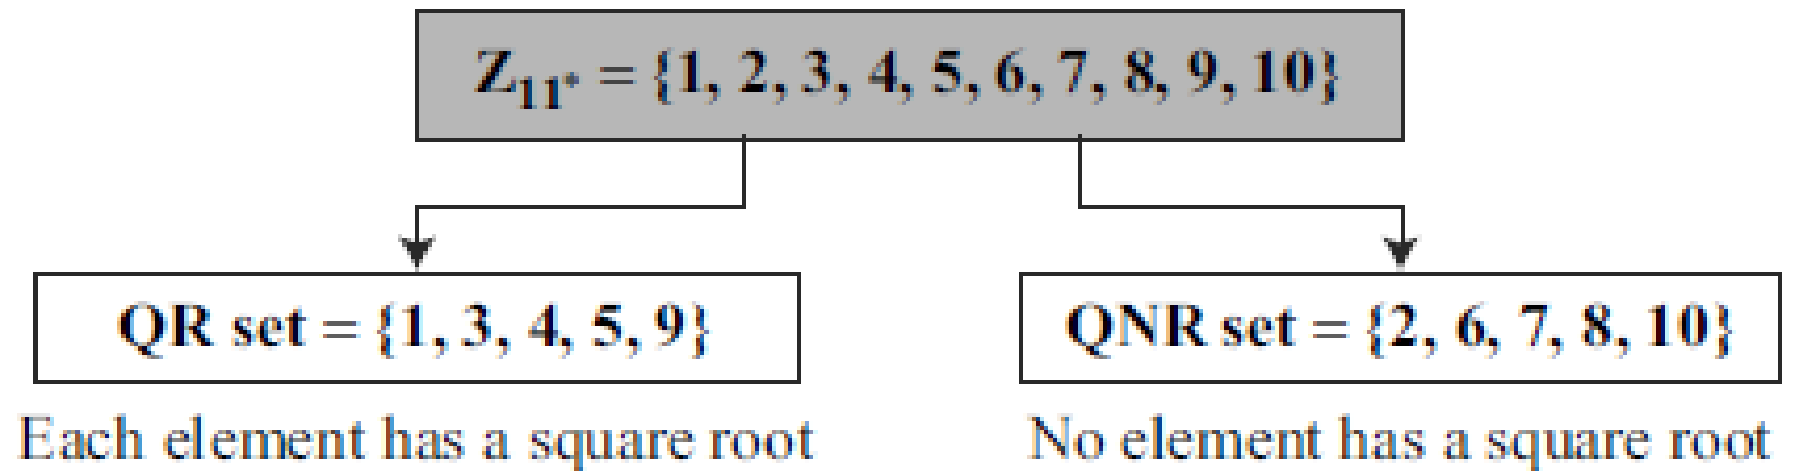 Z₁₁* = {1, 2, 3, 4, 5, 6, 7, 8, 9, 10}
QR set = {1, 3, 4, 5, 9}
QNR set = {2, 6, 7, 8, 10}
Each element has a square root
No element has a square root